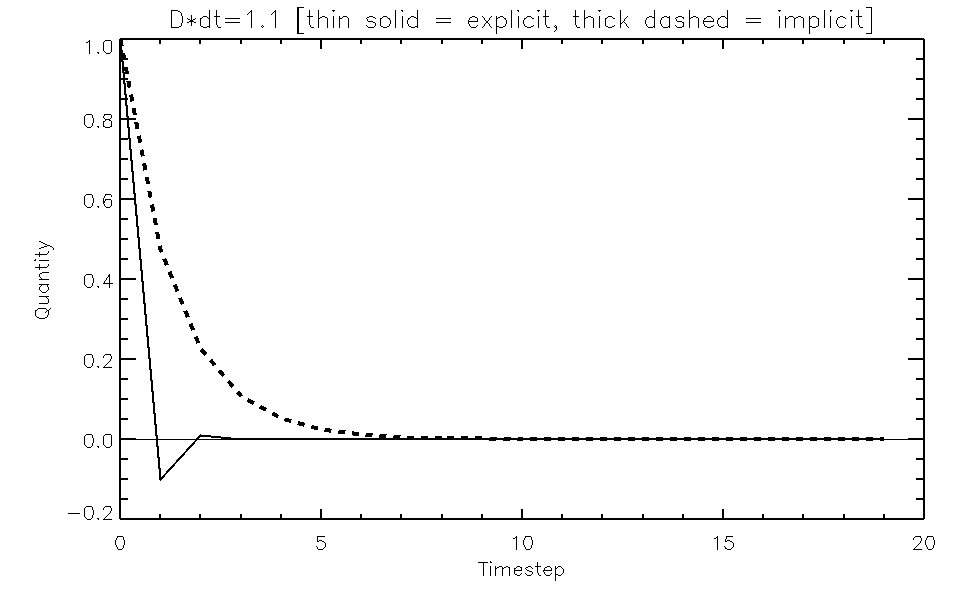 D*dt=1.1 [thin solid = explicit, thick dashed = implicit]
1.0
0.8
0.6
0.4
0.2
0.0
−0.2
Quantity
0 5 10 15 20
Timestep